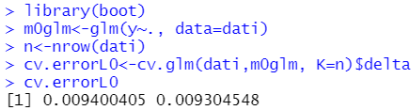 > library(boot)
> m0glm<-glm(y~., data=dati)
> n<-nrow(dati)
> cv.errorL0<-cv.glm(dati,m0glm, K=n)$delta
> cv.errorL0
[1] 0.009400405 0.009304548